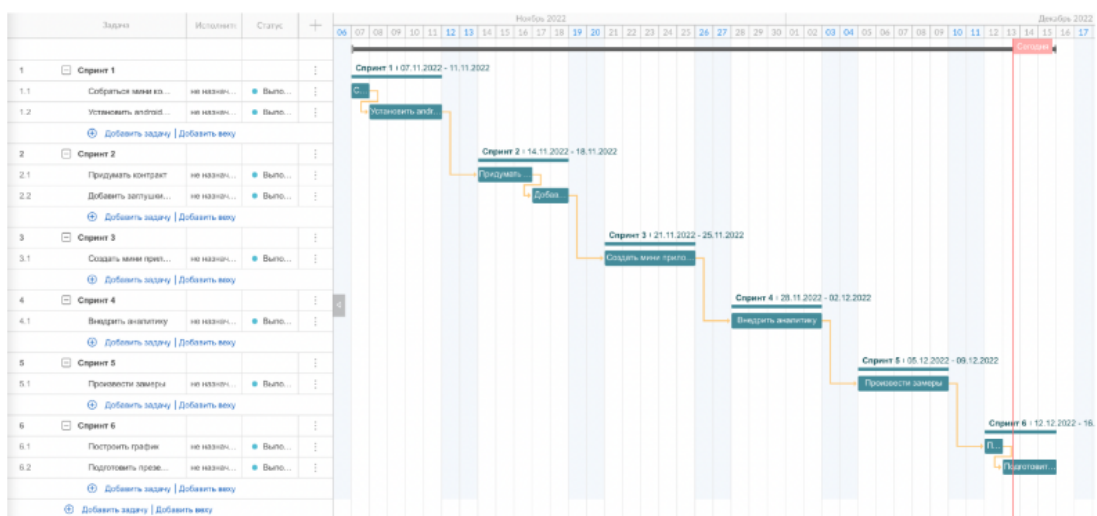 Задача Исполните Статус Ноябрь 2022 Декабрь 2022
06 07 08 09 10 11 12 13 14 15 16 17 18 19 20 21 22 23 24 25 26 27 28 29 30 01 02 03 04 05 06 07 08 09 10 11 12 13 14 15 16 17
Сегодня
1 Спринт 1 Спринт 1 : 07.11.2022 - 11.11.2022
1.1 Собраться мини ко... не назнач... Выпо... С...
1.2 Установить android... не назнач... Выпо... Установить andr...
Добавить задачу | Добавить веху
2 Спринт 2 Спринт 2 : 14.11.2022 - 18.11.2022
2.1 Придумать контракт не назнач... Выпо... Придумать ...
2.2 Добавить заглушки... не назнач... Выпо... Добав...
Добавить задачу | Добавить веху
3 Спринт 3 Спринт 3 : 21.11.2022 - 25.11.2022
3.1 Создать мини прил... не назнач... Выпо... Создать мини прило...
Добавить задачу | Добавить веху
4 Спринт 4 Спринт 4 : 28.11.2022 - 02.12.2022
4.1 Внедрить аналитику не назнач... Выпо... Внедрить аналитику
Добавить задачу | Добавить веху
5 Спринт 5 Спринт 5 : 05.12.2022 - 09.12.2022
5.1 Произвести замеры не назнач... Выпо... Произвести замеры
Добавить задачу | Добавить веху
6 Спринт 6 Спринт 6 : 12.12.2022 - 16.
6.1 Построить график не назнач... Выпо... П...
6.2 Подготовить презе... не назнач... Выпо... Подготовит...
Добавить задачу | Добавить веху
Добавить задачу | Добавить веху